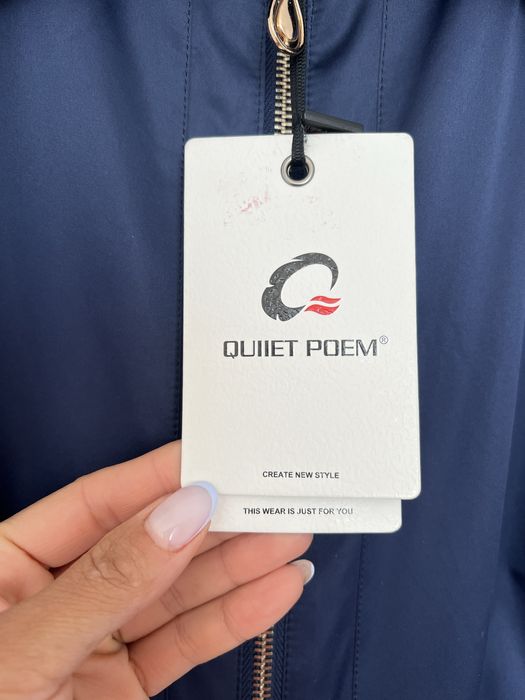 QUIIET POEM®
CREATE NEW STYLE
THIS WEAR IS JUST FOR YOU